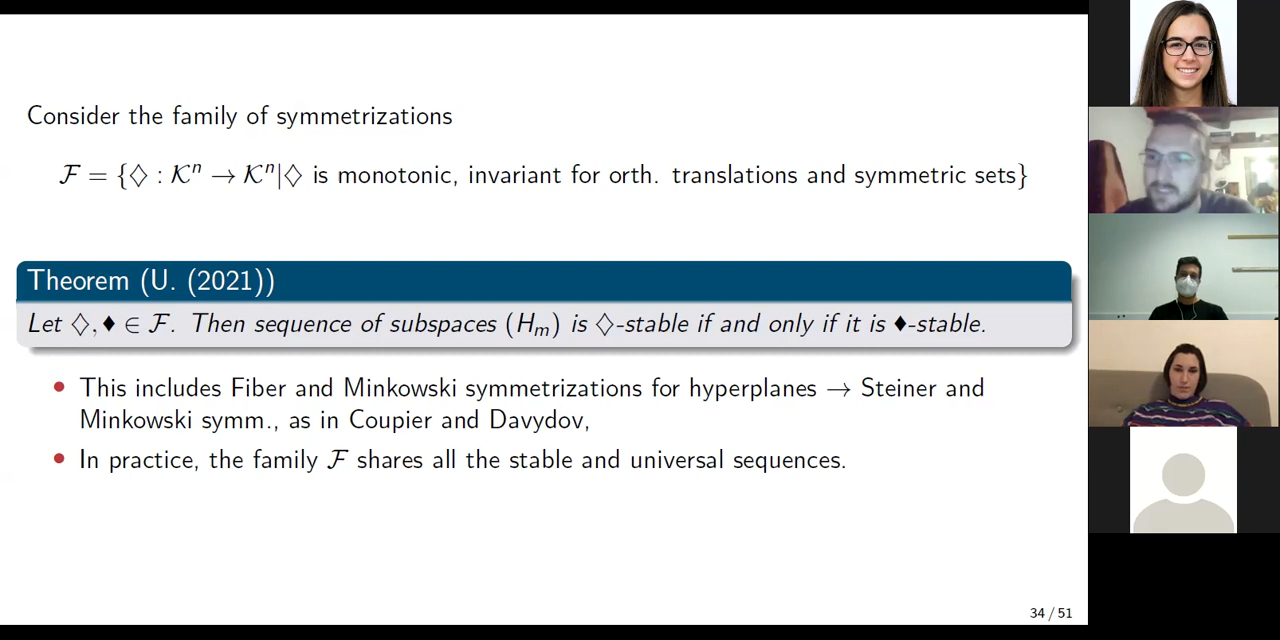 Consider the family of symmetrizations
ℱ = {♢ : 𝒦ⁿ → 𝒦ⁿ|♢ is monotonic, invariant for orth. translations and symmetric sets}
Theorem (U. (2021))
Let ♢, ♦ ∈ ℱ. Then sequence of subspaces (Hₘ) is ♢-stable if and only if it is ♦-stable.
• This includes Fiber and Minkowski symmetrizations for hyperplanes → Steiner and
Minkowski symm., as in Coupier and Davydov,
• In practice, the family ℱ shares all the stable and universal sequences.
34 / 51